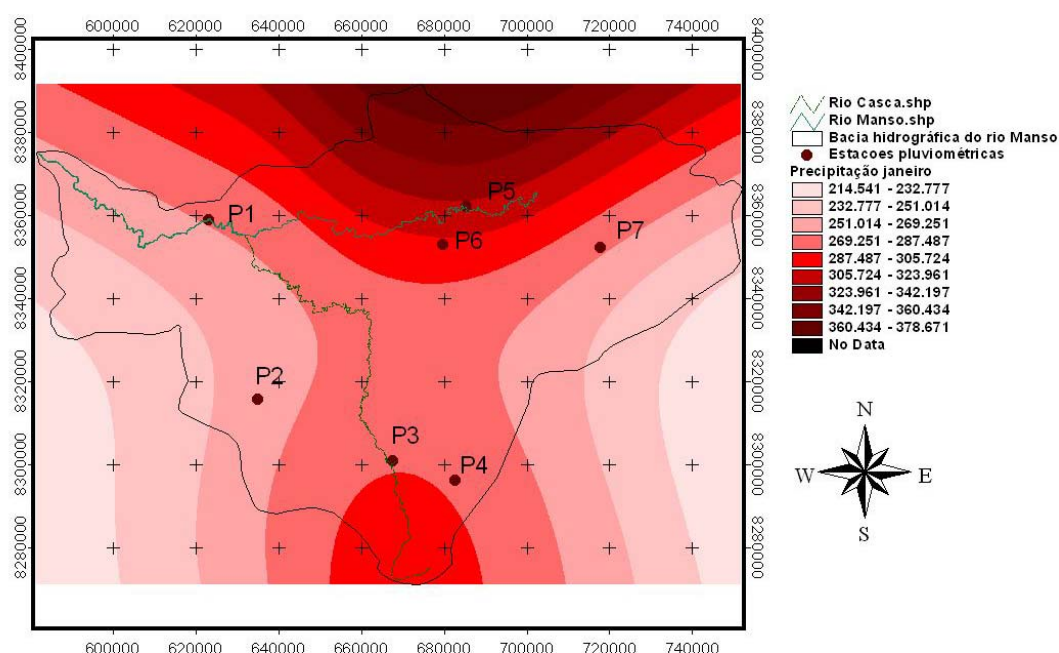 600000 620000 640000 660000 680000 700000 720000 740000
8400000 8400000
8380000 8380000
8360000 8360000
8340000 8340000
8320000 8320000
8300000 8300000
8280000 8280000
P1
P5
P6
P7
P2
P3
P4
600000 620000 640000 660000 680000 700000 720000 740000
Rio Casca.shp
Rio Manso.shp
Bacia hidrográfica do rio Manso
Estacoes pluviométricas
Precipitação janeiro
214.541 - 232.777
232.777 - 251.014
251.014 - 269.251
269.251 - 287.487
287.487 - 305.724
305.724 - 323.961
323.961 - 342.197
342.197 - 360.434
360.434 - 378.671
No Data
N
W E
S